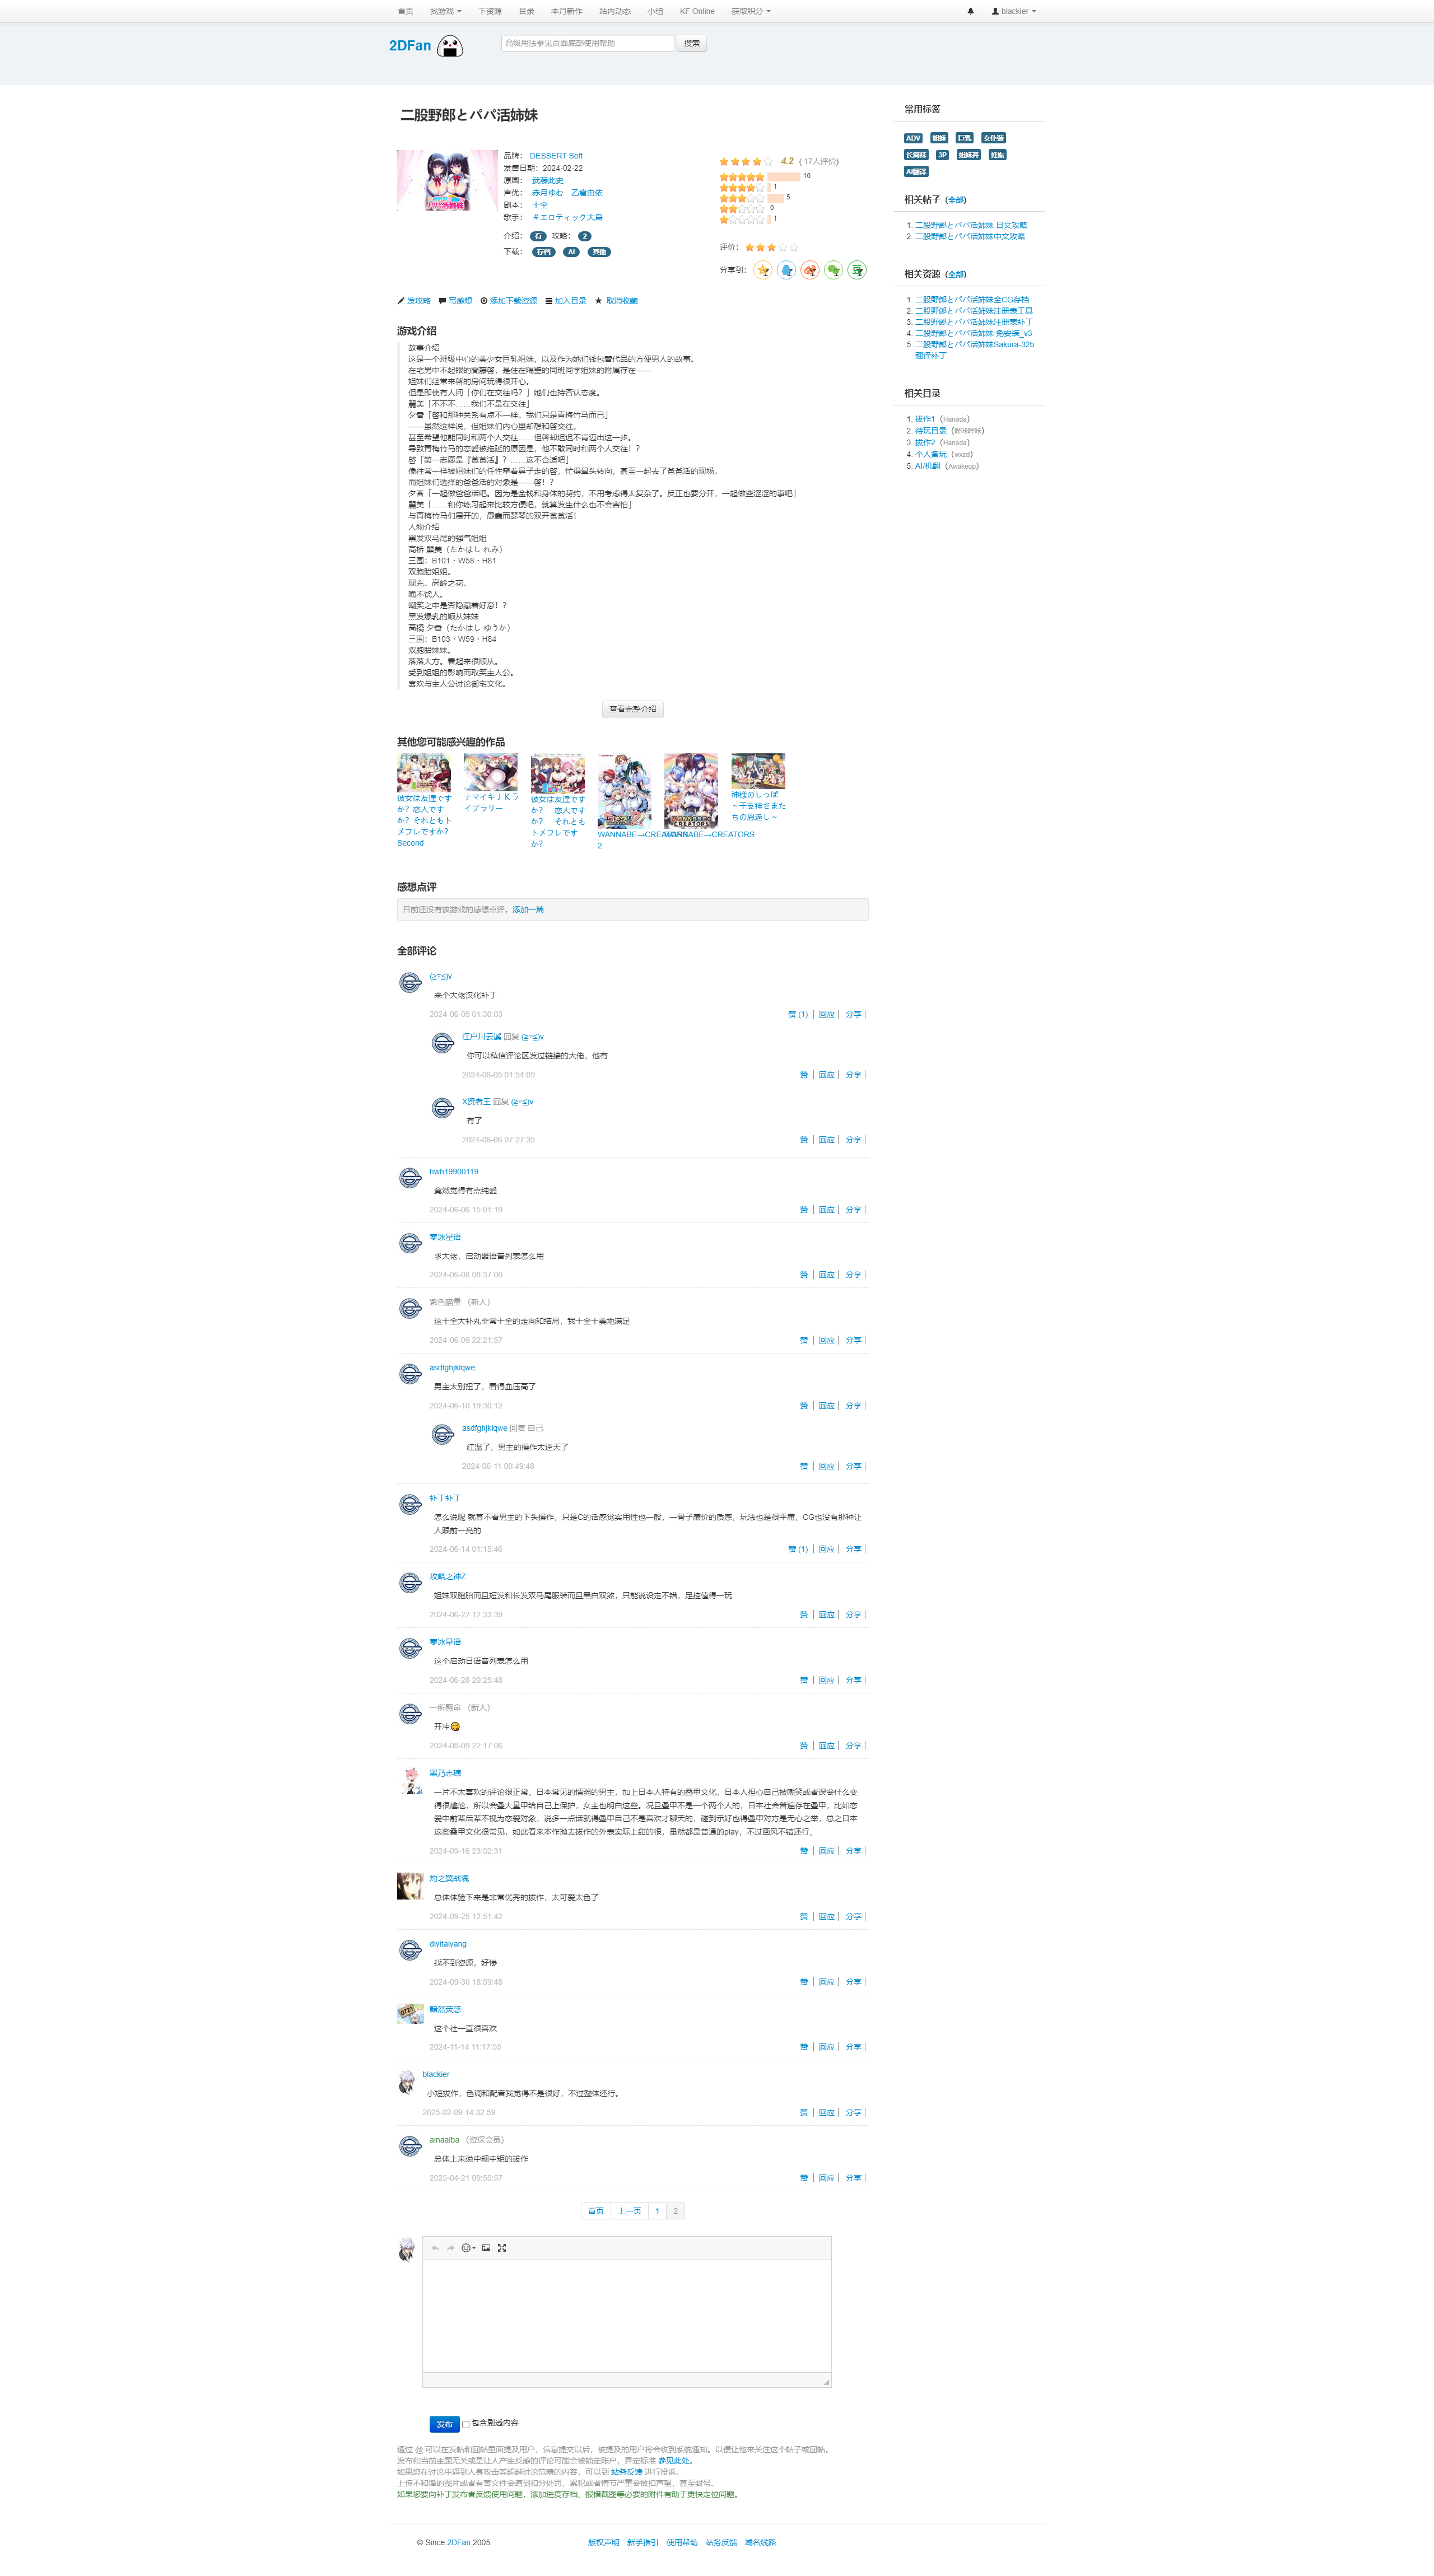 首页 找游戏 下资源 目录 本月新作 站内动态 小组 KF Online 获取积分 blackier
2DFan 高级用法参见页面底部使用帮助 搜索
二股野郎とパパ活姉妹
品牌： DESSERT Soft
发售日期：2024-02-22
原画： 武藤此史
声优： 赤月ゆむ 乙倉由依
剧本： 十全
歌手： ＃エロティック大島
介绍： 有 攻略： 2
下载： 存档 AI 其他
4.2 ( 17人评价)
10
1
5
0
1
评价：
分享到：
发攻略 写感想 添加下载资源 加入目录 取消收藏
游戏介绍
故事介绍
这是一个班级中心的美少女巨乳姐妹，以及作为她们钱包替代品的方便男人的故事。
在宅男中不起眼的間藤啓，是住在隔壁的同班同学姐妹的附属存在——
姐妹们经常来啓的房间玩得很开心。
但是即使有人问「你们在交往吗？」她们也持否认态度。
麗美「不不不……我们不是在交往」
夕香「啓和那种关系有点不一样。我们只是青梅竹马而已」
——虽然这样说，但姐妹们内心里却想和啓交往。
甚至希望他能同时和两个人交往……但啓却迟迟不肯迈出这一步。
导致青梅竹马的恋爱被拖延的原因是，他不敢同时和两个人交往！？
啓「第一志愿是『爸爸活』？……这不合适吧」
像往常一样被姐妹们的任性牵着鼻子走的啓，忙得晕头转向，甚至一起去了爸爸活的现场。
而姐妹们选择的爸爸活的对象是——啓！？
夕香「一起做爸爸活吧。因为是金钱和身体的契约，不用考虑得太复杂了。反正也要分开，一起做些涩涩的事吧」
麗美「……和你练习起来比较方便吧，就算发生什么也不会害怕」
与青梅竹马们展开的，愚蠢而瑟琴的双开爸爸活！
人物介绍
黑发双马尾的强气姐姐
高桥 麗美（たかはし れみ）
三围：B101・W58・H81
双胞胎姐姐。
现充。高岭之花。
嘴不饶人。
嘲笑之中是否隐藏着好意！？
黑发爆乳的顺从妹妹
高橋 夕香（たかはし ゆうか）
三围：B103・W59・H84
双胞胎妹妹。
落落大方。看起来很顺从。
受到姐姐的影响而取笑主人公。
喜欢与主人公讨论御宅文化。
查看完整介绍
其他您可能感兴趣的作品
彼女は友達ですか？恋人ですか？それともトメフレですか？ Second
ナマイキＪＫライブラリー
彼女は友達ですか？ 恋人ですか？ それともトメフレですか？
WANNABE→CREATORS 2
WANNABE→CREATORS
神様のしっぽ ～干支神さまたちの恩返し～
感想点评
目前还没有该游戏的感想点评，添加一篇
全部评论
(≧▽≦)v
来个大佬汉化补丁
2024-06-05 01:30:03 赞 (1) | 回应 | 分享 |
江户川云溪 回复 (≧▽≦)v
你可以私信评论区发过链接的大佬，他有
2024-06-05 01:54:09 赞 | 回应 | 分享 |
X贤者王 回复 (≧▽≦)v
有了
2024-06-06 07:27:35 赞 | 回应 | 分享 |
hwh19900119
竟然觉得有点纯爱
2024-06-06 15:01:19 赞 | 回应 | 分享 |
寒冰星语
求大佬，启动器语音列表怎么用
2024-06-08 08:37:00 赞 | 回应 | 分享 |
紫色猫星 （新人）
这十全大补丸非常十全的走向和结局，我十全十美地满足
2024-06-09 22:21:57 赞 | 回应 | 分享 |
asdfghjklqwe
男主太别扭了，看得血压高了
2024-06-10 19:30:12 赞 | 回应 | 分享 |
asdfghjklqwe 回复 自己
红温了，男主的操作太逆天了
2024-06-11 00:49:48 赞 | 回应 | 分享 |
补丁补丁
怎么说呢 就算不看男主的下头操作，只是C的话感觉实用性也一般，一骨子廉价的质感，玩法也是很平庸，CG也没有那种让
人眼前一亮的
2024-06-14 01:15:46 赞 (1) | 回应 | 分享 |
攻略之神Z
姐妹双胞胎而且短发和长发双马尾服装而且黑白双煞，只能说设定不错，足控值得一玩
2024-06-22 12:33:39 赞 | 回应 | 分享 |
寒冰星语
这个启动日语音列表怎么用
2024-06-28 20:25:48 赞 | 回应 | 分享 |
一所懸命 （新人）
开冲😋
2024-08-09 22:17:06 赞 | 回应 | 分享 |
黒乃志穗
一片不太喜欢的评论很正常，日本常见的懦弱的男主，加上日本人特有的叠甲文化，日本人担心自己被嘲笑或者误会什么变
得很尴尬，所以会叠大量甲给自己上保护，女主也明白这些。况且叠甲不是一个两个人的，日本社会普遍存在叠甲，比如恋
爱中前辈后辈不视为恋爱对象，说多一点话就得叠甲自己不是喜欢才聊天的，碰到示好也得叠甲对方是无心之举，总之日本
这些叠甲文化很常见，如此看来本作抛去拔作的外表实际上甜的很，虽然都是普通的play，不过画风不错还行、
2024-09-16 23:52:31 赞 | 回应 | 分享 |
灼之翼战魂
总体体验下来是非常优秀的拔作，太可爱太色了
2024-09-25 12:51:42 赞 | 回应 | 分享 |
diyitaiyang
找不到资源，好惨
2024-09-30 18:59:48 赞 | 回应 | 分享 |
黯然荧惑
这个社一直很喜欢
2024-11-14 11:17:55 赞 | 回应 | 分享 |
blackier
小短拔作，色调和配音我觉得不是很好，不过整体还行。
2025-02-09 14:32:59 赞 | 回应 | 分享 |
ainaaiba （资深会员）
总体上来说中规中矩的拔作
2025-04-21 09:55:57 赞 | 回应 | 分享 |
首页 上一页 1 2
发布 包含剧透内容
通过 @ 可以在发帖和回帖里面提及用户，信息提交以后，被提及的用户将会收到系统通知。以便让他来关注这个帖子或回帖。
发布和当前主题无关或是让人产生反感的评论可能会被锁定账户，界定标准 参见此处。
如果您在讨论中遇到人身攻击等超越讨论范畴的内容，可以到 站务反馈 进行投诉。
上传不和谐的图片或者有害文件会遭到扣分处罚，累犯或者情节严重会被扣声望，甚至封号。
如果您要向补丁发布者反馈使用问题，添加进度存档、报错截图等必要的附件有助于更快定位问题。
常用标签
ADV 姐妹 巨乳 女仆装
长筒袜 3P 姐妹丼 妊娠
AI翻译
相关帖子（全部）
1. 二股野郎とパパ活姉妹 日文攻略
2. 二股野郎とパパ活姉妹中文攻略
相关资源（全部）
1. 二股野郎とパパ活姉妹全CG存档
2. 二股野郎とパパ活姉妹注册表工具
3. 二股野郎とパパ活姉妹注册表补丁
4. 二股野郎とパパ活姉妹 免安装_v3
5. 二股野郎とパパ活姉妹Sakura-32b
翻译补丁
相关目录
1. 拔作1（Hanada）
2. 待玩目录（哞咔哞咔）
3. 拔作2（Hanada）
4. 个人备玩（wxzd）
5. AI/机翻（Awakeup）
© Since 2DFan 2005 版权声明 新手指引 使用帮助 站务反馈 域名线路